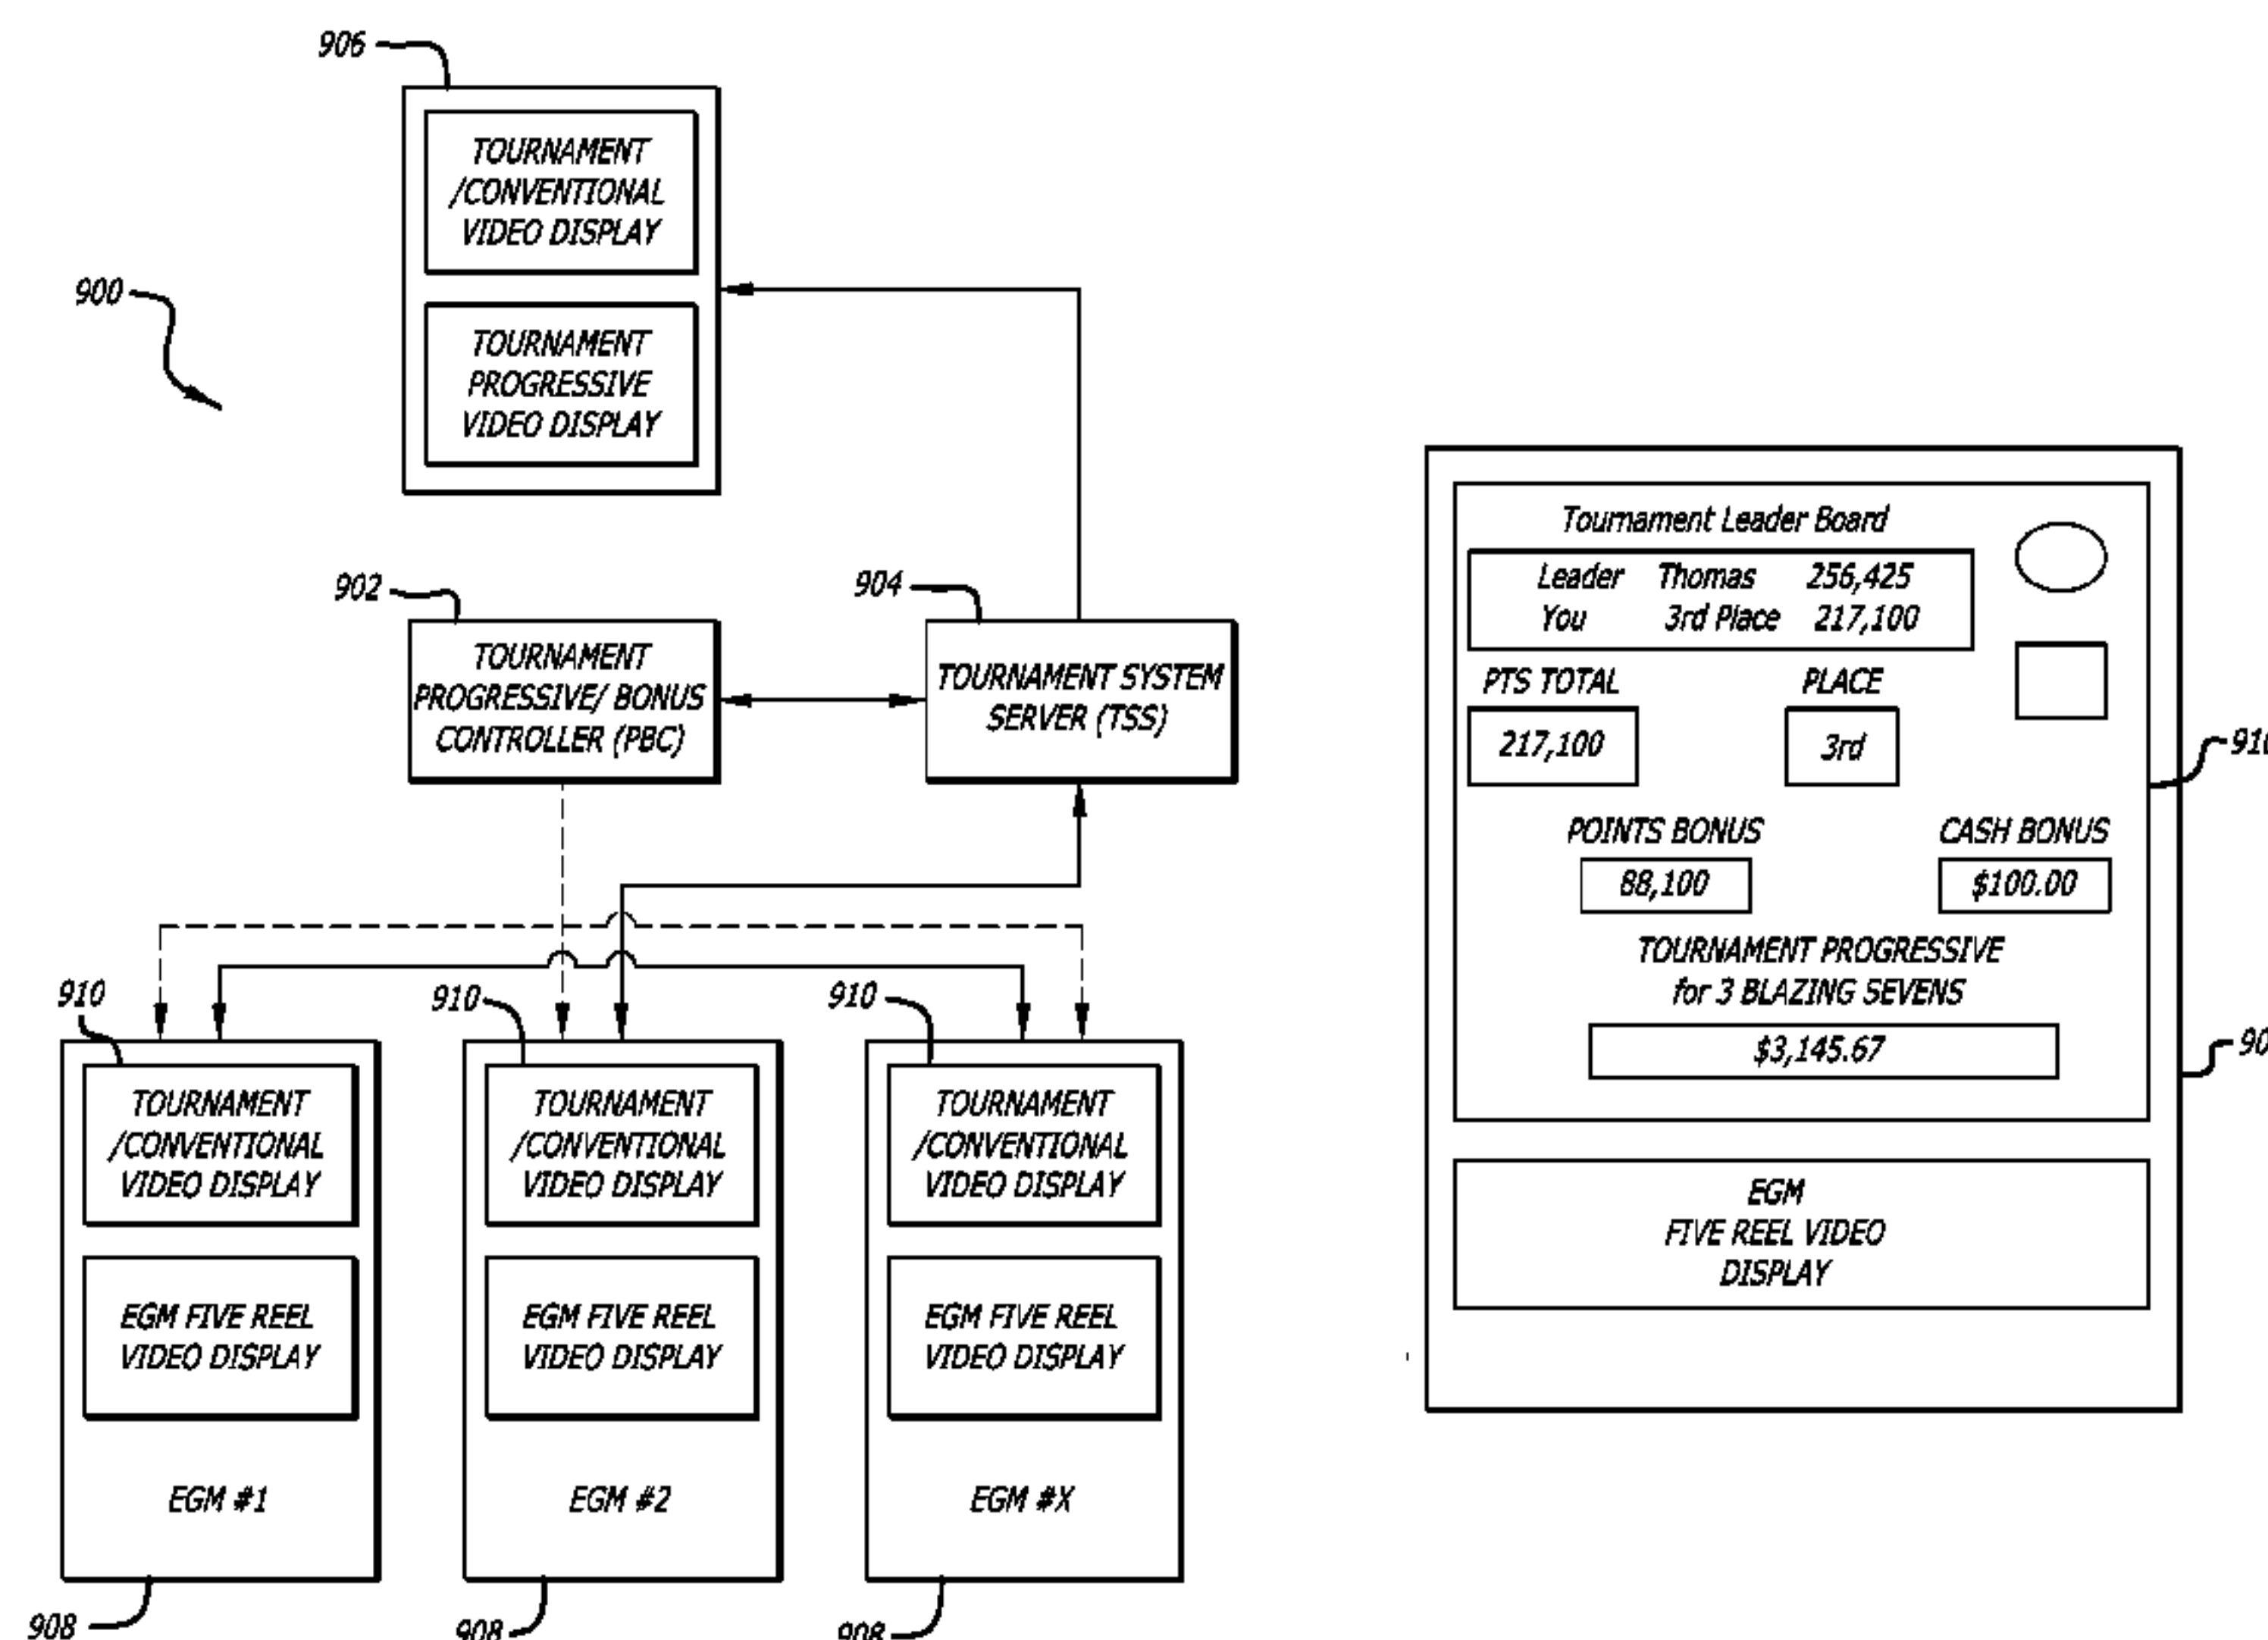 906
TOURNAMENT
/CONVENTIONAL
VIDEO DISPLAY
900
TOURNAMENT
PROGRESSIVE
VIDEO DISPLAY
902
904
TOURNAMENT
PROGRESSIVE/ BONUS
CONTROLLER (PBC)
TOURNAMENT SYSTEM
SERVER (TSS)
910
910
910
TOURNAMENT
/CONVENTIONAL
VIDEO DISPLAY
EGM FIVE REEL
VIDEO DISPLAY
EGM #1
908
TOURNAMENT
/CONVENTIONAL
VIDEO DISPLAY
EGM FIVE REEL
VIDEO DISPLAY
EGM #2
908
TOURNAMENT
/CONVENTIONAL
VIDEO DISPLAY
EGM FIVE REEL
VIDEO DISPLAY
EGM #X
908
Tournament Leader Board
Leader Thomas 256,425
You 3rd Place 217,100
PTS TOTAL PLACE
217,100 3rd
910
POINTS BONUS CASH BONUS
88,100 $100.00
TOURNAMENT PROGRESSIVE
for 3 BLAZING SEVENS
$3,145.67
EGM
FIVE REEL VIDEO
DISPLAY